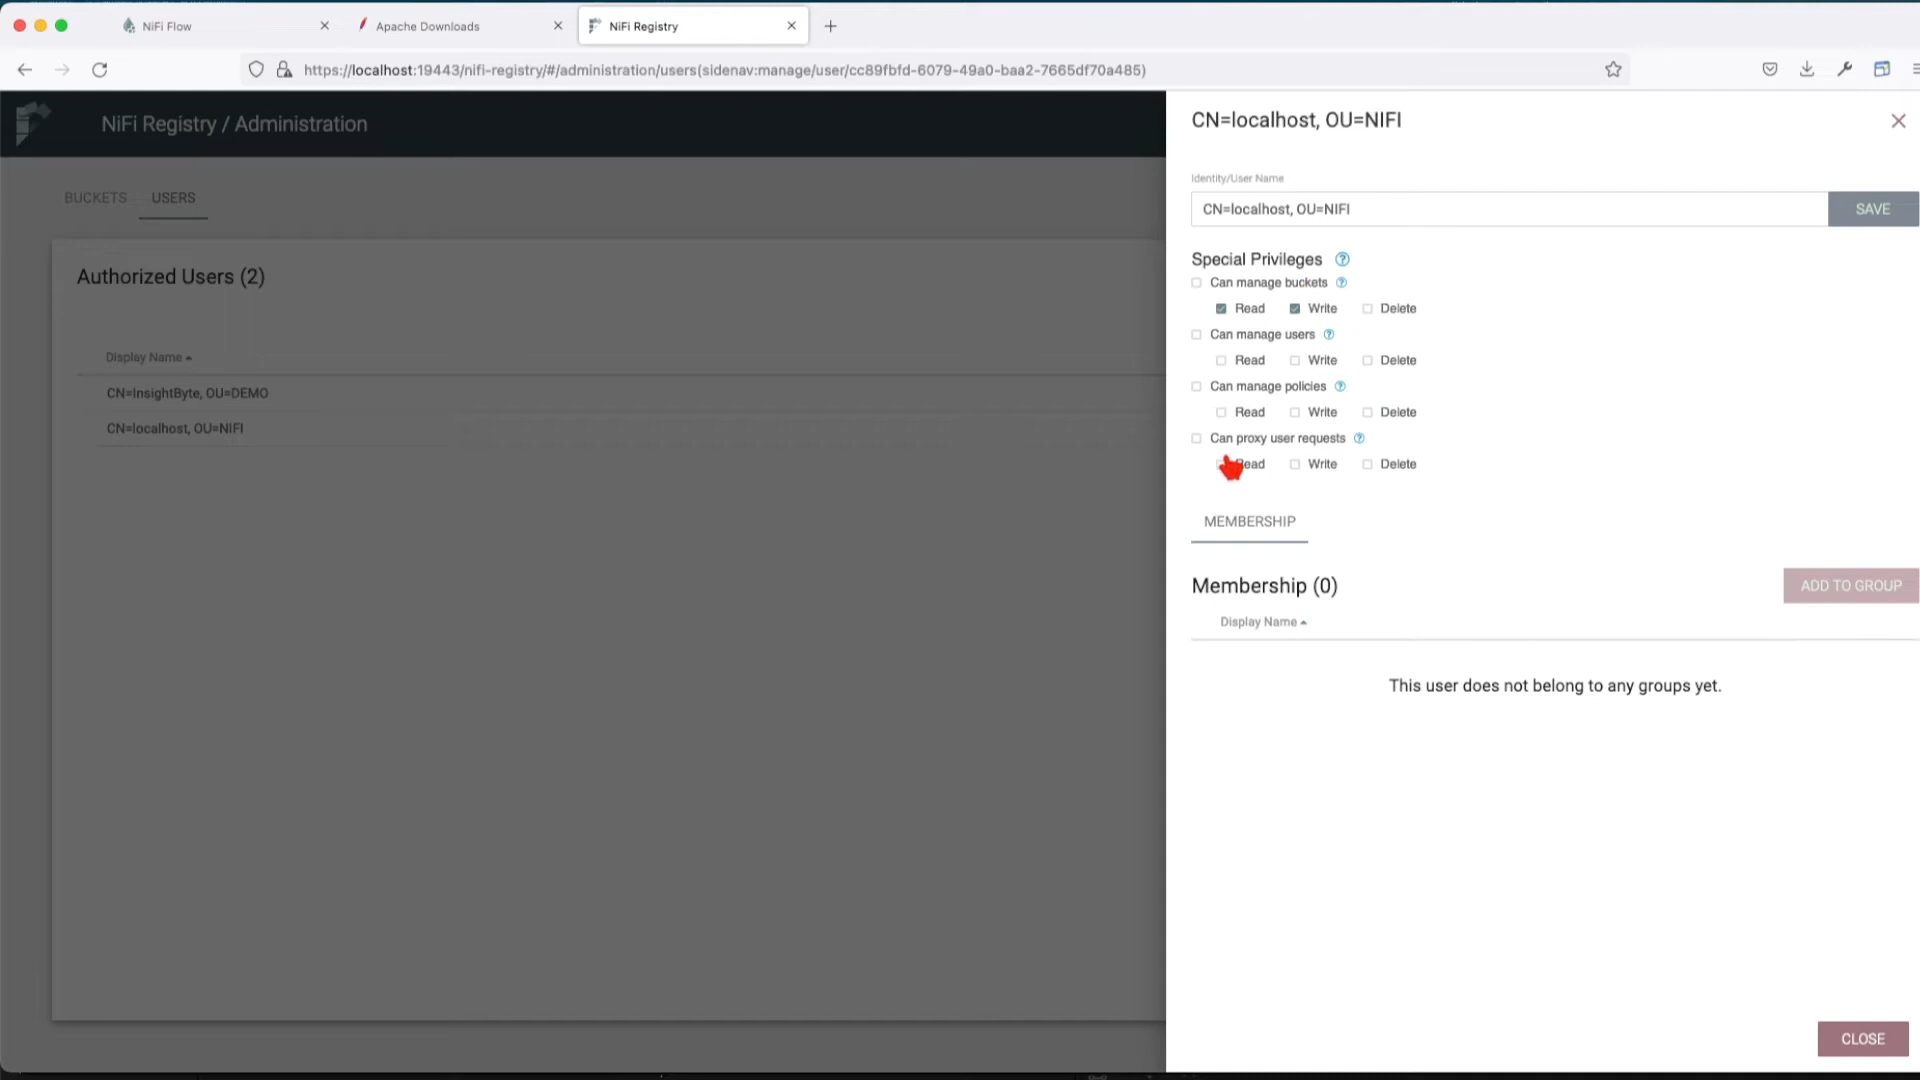 NiFi Flow
Apache Downloads
NiFi Registry
https://localhost:19443/nifi-registry/#/administration/users(sidenav:manage/user/cc89fbfd-6079-49a0-baa2-7665df70a485)
NiFi Registry / Administration
BUCKETS
USERS
Authorized Users (2)
Display Name
CN=InsightByte, OU=DEMO
CN=localhost, OU=NIFI
CN=localhost, OU=NIFI
Identity/User Name
CN=localhost, OU=NIFI
SAVE
Special Privileges
Can manage buckets
Read Write Delete
Can manage users
Read Write Delete
Can manage policies
Read Write Delete
Can proxy user requests
Read Write Delete
MEMBERSHIP
Membership (0)
ADD TO GROUP
Display Name
This user does not belong to any groups yet.
CLOSE